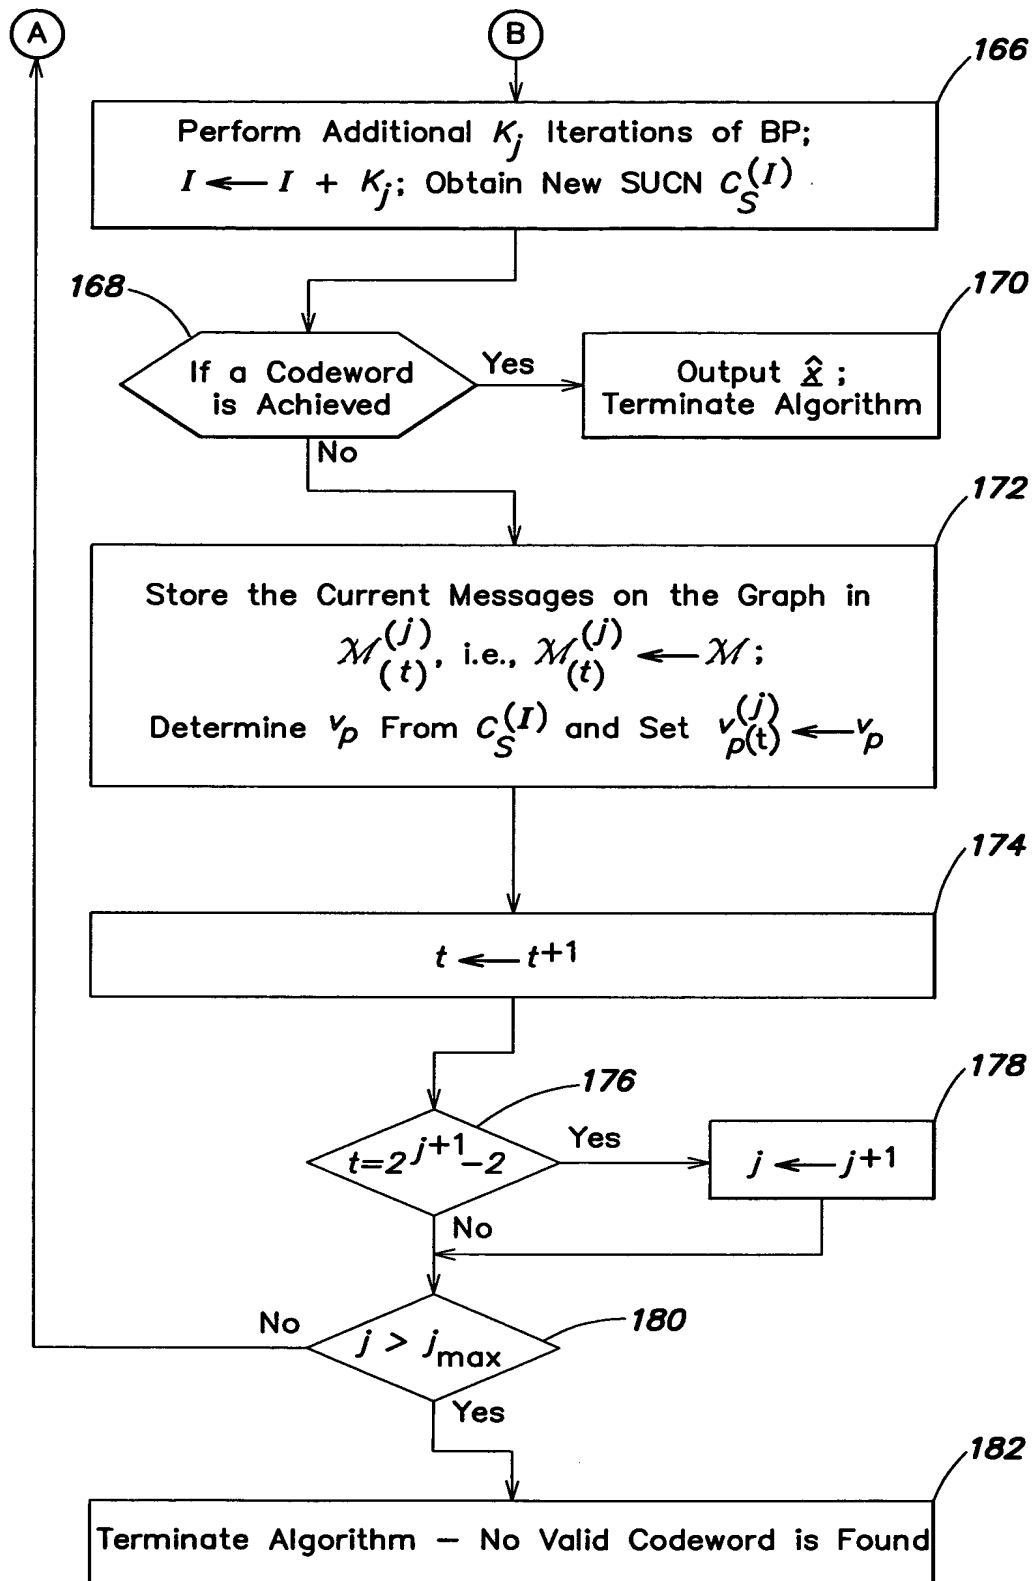 A
B
166
Perform Additional K_j Iterations of BP;
I ← I + K_j; Obtain New SUCN C_S^(I)
168
If a Codeword
is Achieved
Yes
170
Output x̂;
Terminate Algorithm
No
172
Store the Current Messages on the Graph in
ℳ_(t)^(j), i.e., ℳ_(t)^(j) ← ℳ;
Determine v_p From C_S^(I) and Set v_p(t)^(j) ← v_p
174
t ← t+1
176
t=2^j+1-2
Yes
178
j ← j+1
No
180
j > j_max
No
Yes
182
Terminate Algorithm – No Valid Codeword is Found